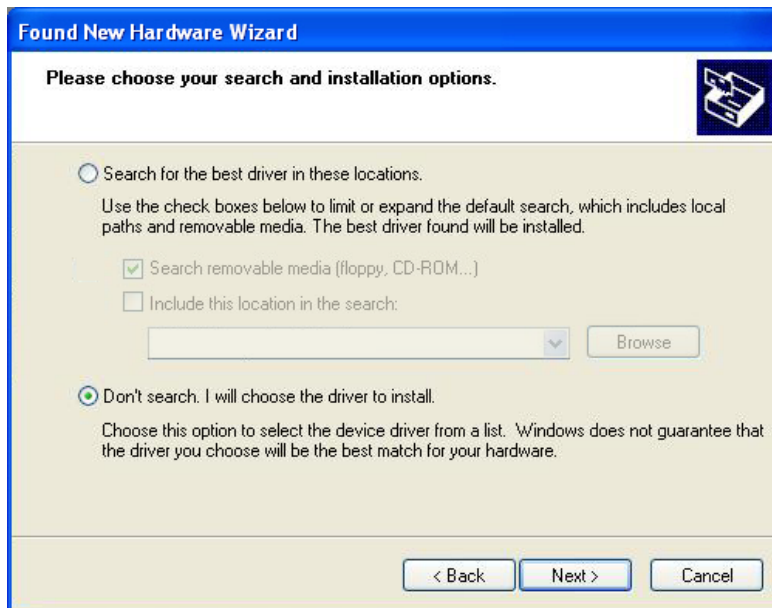 Found New Hardware Wizard
Please choose your search and installation options.
Search for the best driver in these locations.
Use the check boxes below to limit or expand the default search, which includes local
paths and removable media. The best driver found will be installed.
Search removable media (floppy, CD-ROM...)
Include this location in the search:
Browse
Don't search. I will choose the driver to install.
Choose this option to select the device driver from a list. Windows does not guarantee that
the driver you choose will be the best match for your hardware.
< Back Next > Cancel